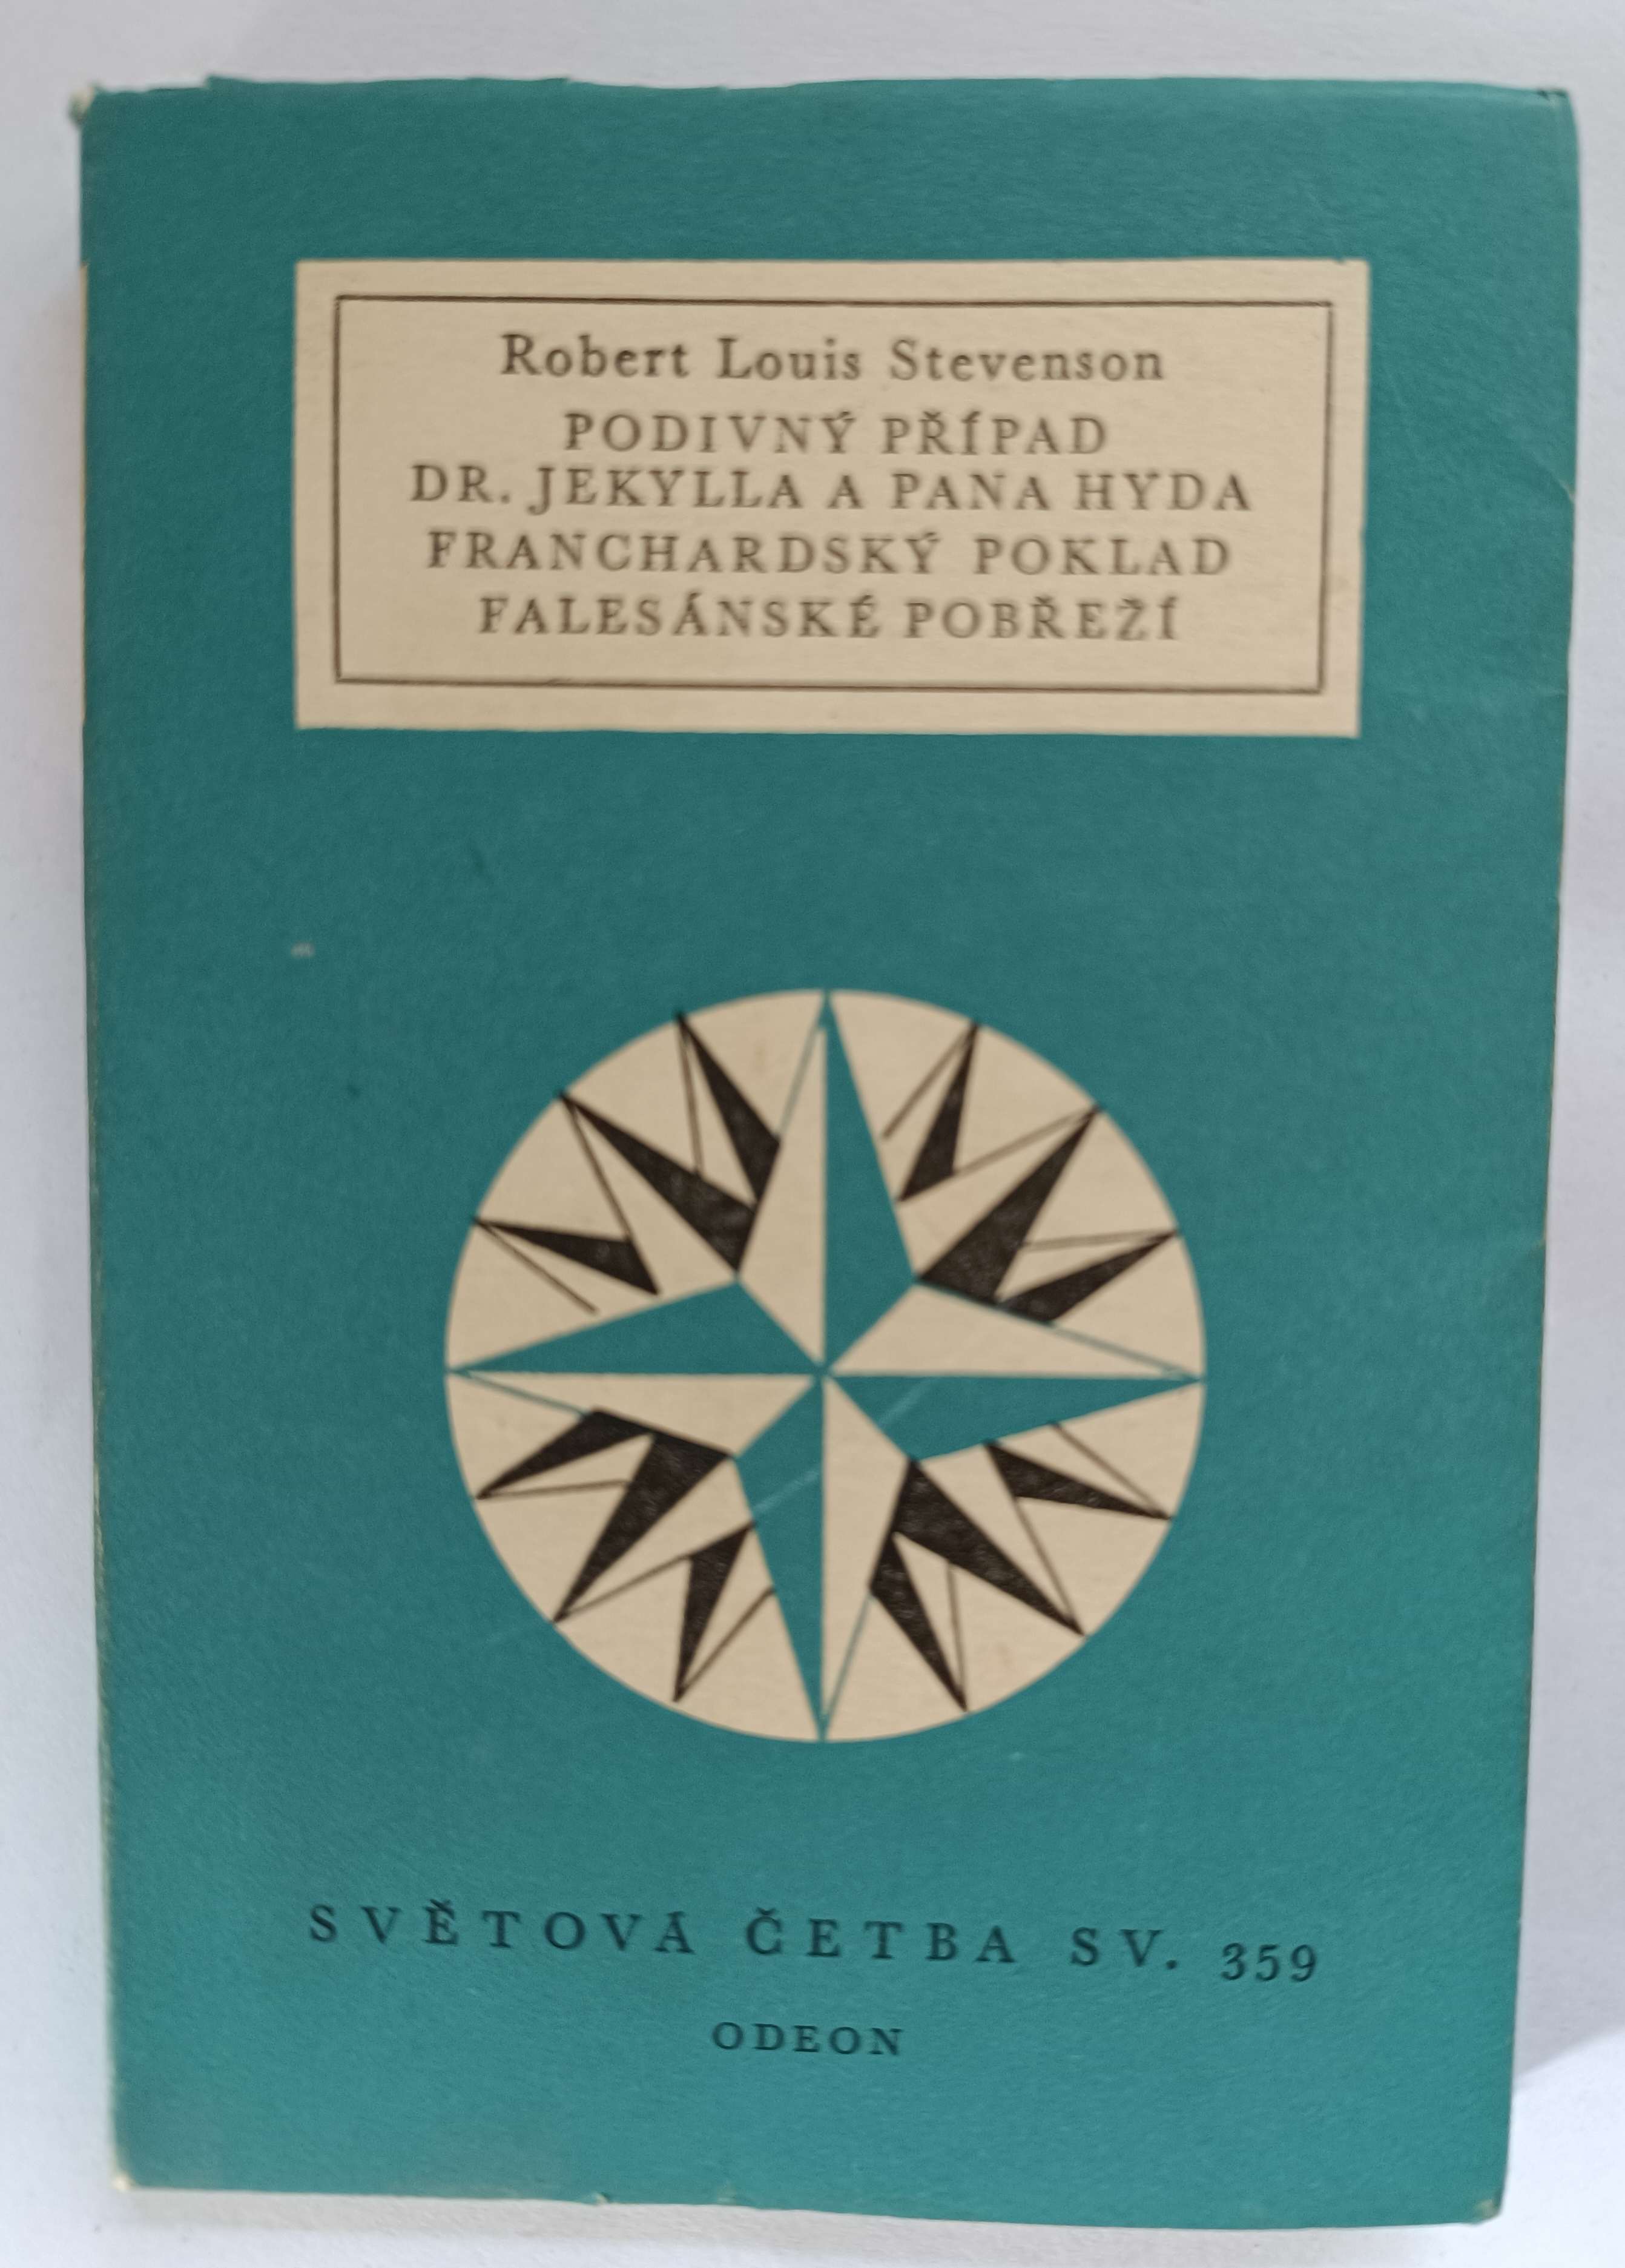 Robert Louis Stevenson
PODIVNÝ PŘÍPAD
DR. JEKYLLA A PANA HYDA
FRANCHARDSKÝ POKLAD
FALESÁNSKÉ POBŘEŽÍ
SVĚTOVÁ ČETBA SV. 359
ODEON